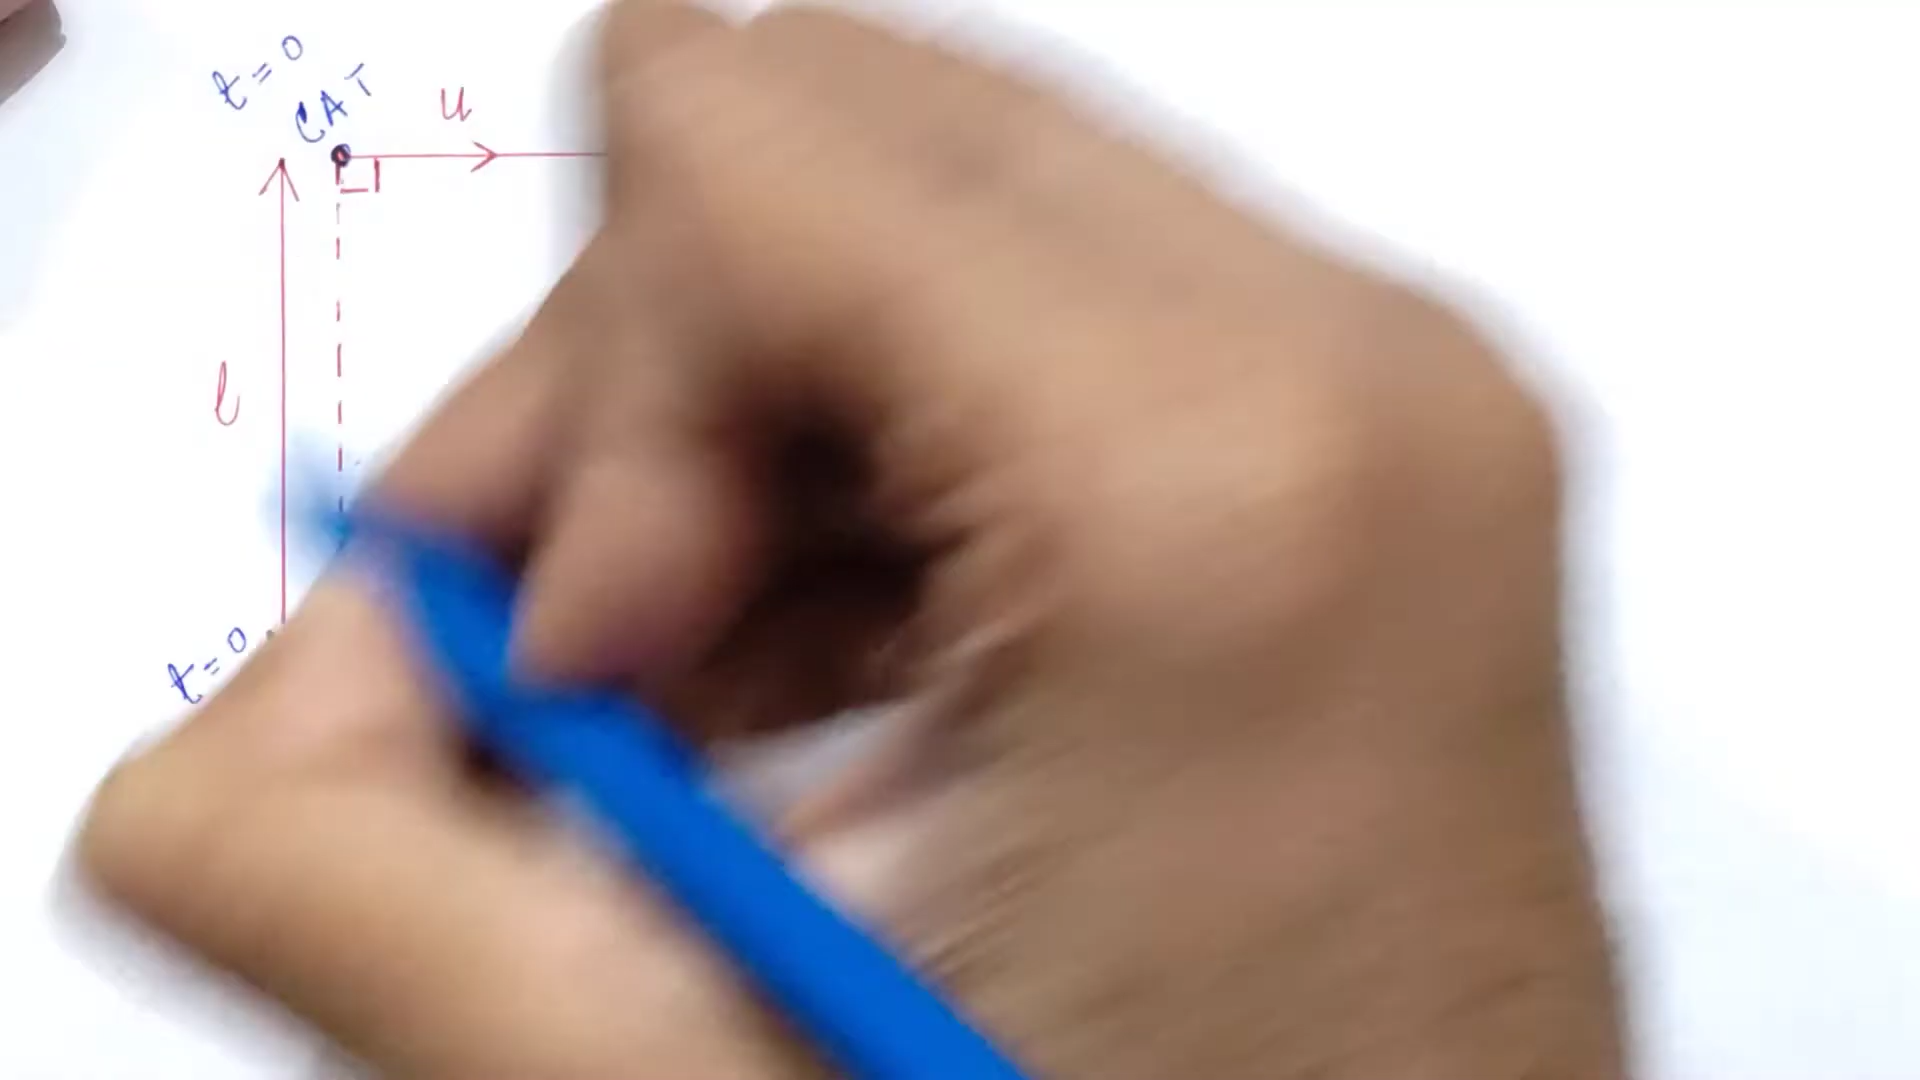 t = 0
CAT
u
l
t = 0